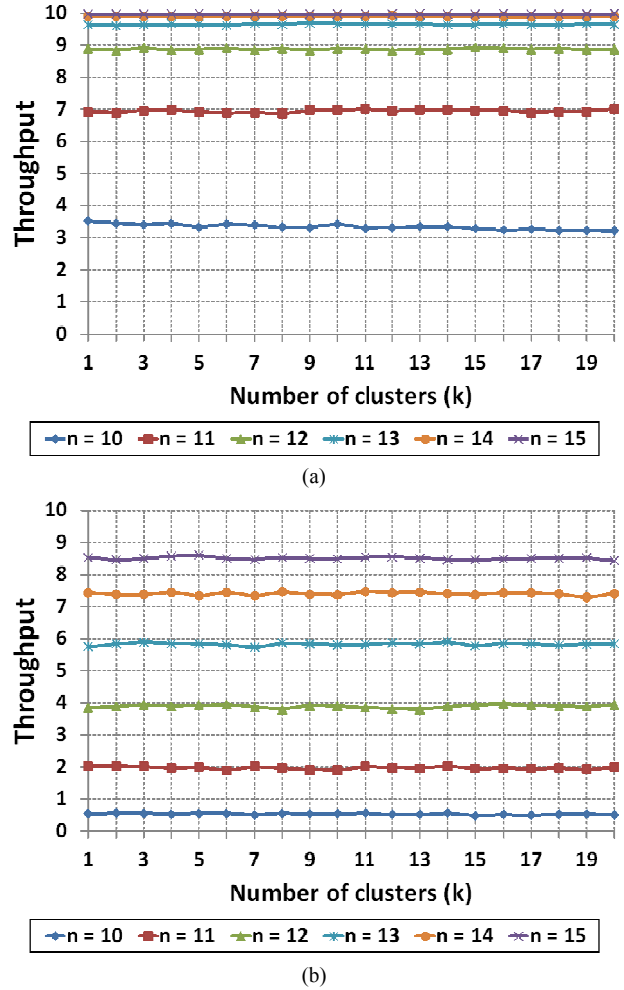 10
9
8
7
6
5
4
3
2
1
0
Throughput
1 3 5 7 9 11 13 15 17 19
Number of clusters (k)
n = 10 n = 11 n = 12 n = 13 n = 14 n = 15
(a)
10
9
8
7
6
5
4
3
2
1
0
Throughput
1 3 5 7 9 11 13 15 17 19
Number of clusters (k)
n = 10 n = 11 n = 12 n = 13 n = 14 n = 15
(b)